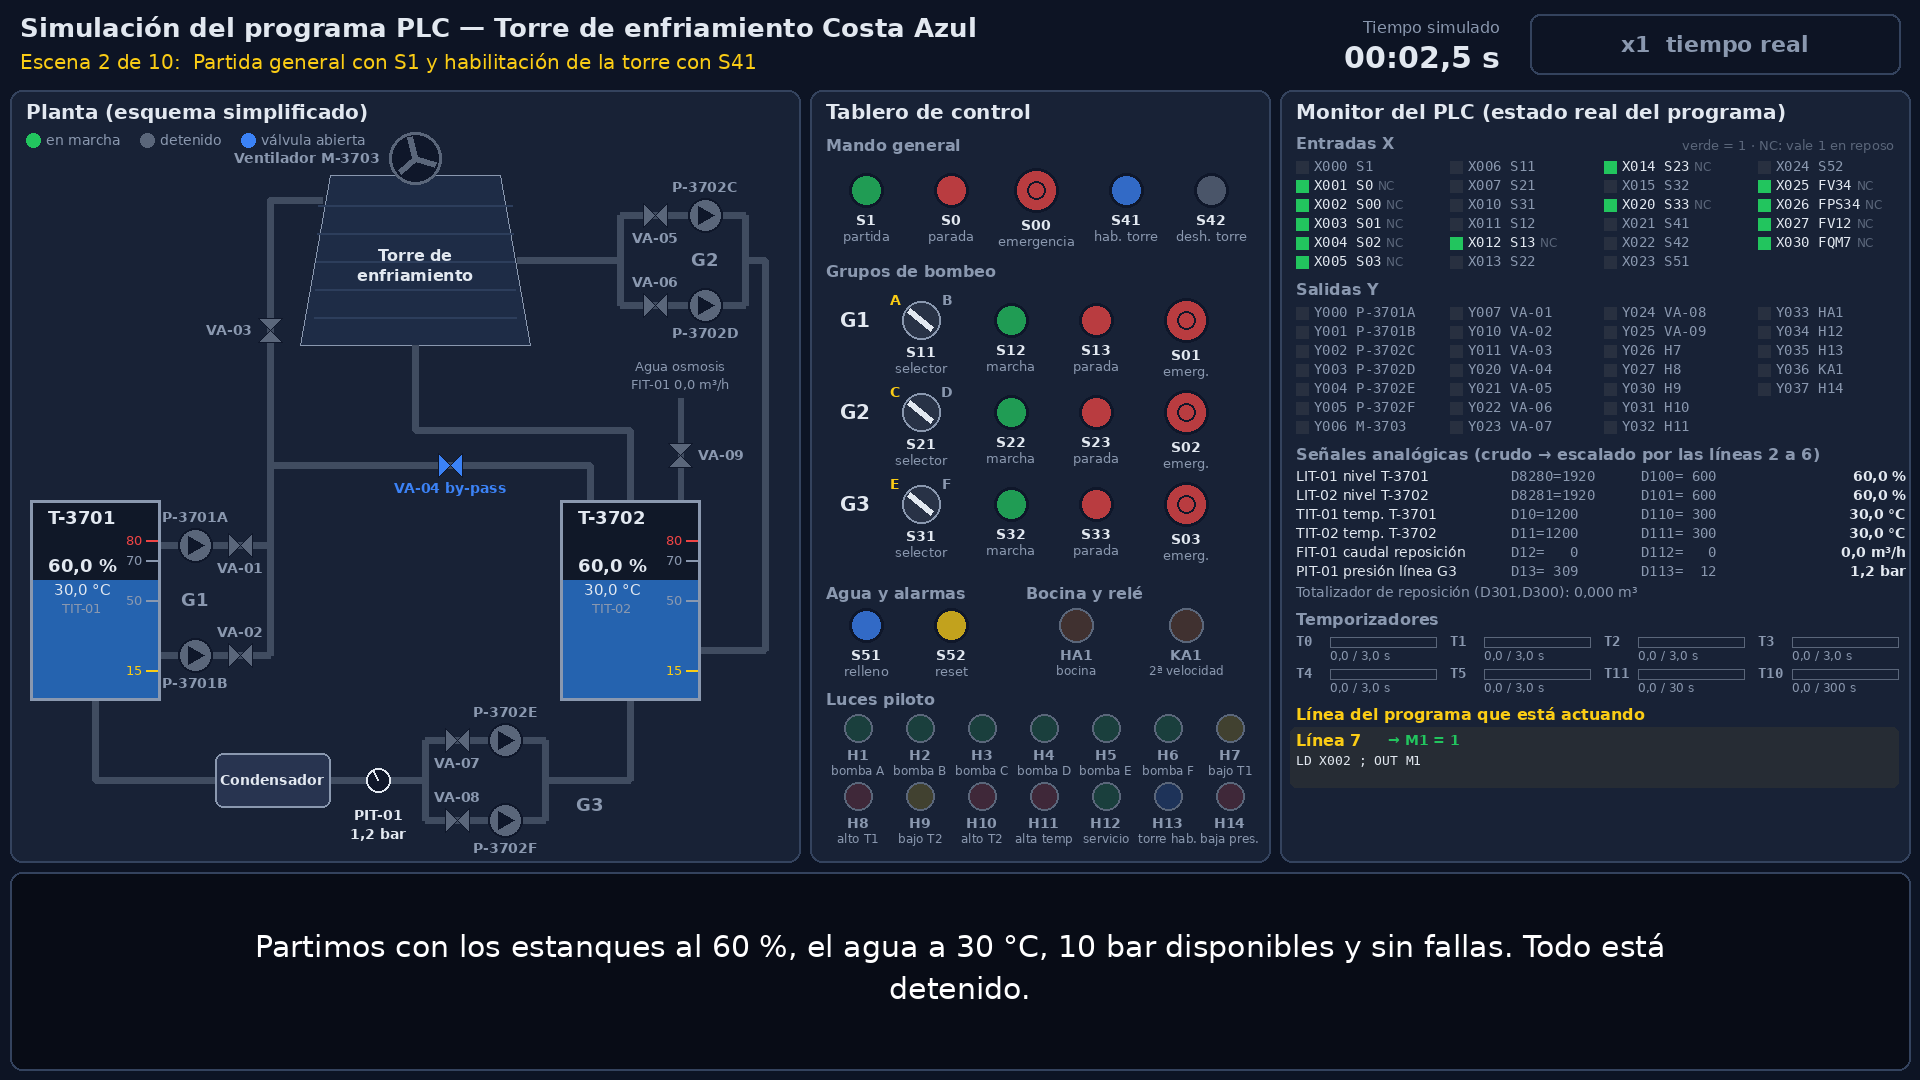 Simulación del programa PLC — Torre de enfriamiento Costa Azul
Escena 2 de 10:  Partida general con S1 y habilitación de la torre con S41
Tiempo simulado
00:02,5 s
x1  tiempo real
Planta (esquema simplificado)
en marcha
detenido
válvula abierta
Ventilador M-3703
P-3702C
VA-05
G2
VA-06
P-3702D
Torre de
enfriamiento
VA-03
Agua osmosis
FIT-01 0,0 m³/h
VA-09
VA-04 by-pass
T-3701
80
70
60,0 %
30,0 °C
TIT-01
50
15
P-3701A
VA-01
G1
VA-02
P-3701B
T-3702
80
70
60,0 %
30,0 °C
TIT-02
50
15
P-3702E
VA-07
Condensador
VA-08
G3
PIT-01
1,2 bar
P-3702F
Tablero de control
Mando general
S1
partida
S0
parada
S00
emergencia
S41
hab. torre
S42
desh. torre
Grupos de bombeo
G1
A
B
S11
selector
S12
marcha
S13
parada
S01
emerg.
G2
C
D
S21
selector
S22
marcha
S23
parada
S02
emerg.
G3
E
F
S31
selector
S32
marcha
S33
parada
S03
emerg.
Agua y alarmas
Bocina y relé
S51
relleno
S52
reset
HA1
bocina
KA1
2ª velocidad
Luces piloto
H1
bomba A
H2
bomba B
H3
bomba C
H4
bomba D
H5
bomba E
H6
bomba F
H7
bajo T1
H8
alto T1
H9
bajo T2
H10
alto T2
H11
alta temp
H12
servicio
H13
torre hab.
H14
baja pres.
Monitor del PLC (estado real del programa)
Entradas X
verde = 1 · NC: vale 1 en reposo
X000 S1
X006 S11
X014 S23 NC
X024 S52
X001 S0 NC
X007 S21
X015 S32
X025 FV34 NC
X002 S00 NC
X010 S31
X020 S33 NC
X026 FPS34 NC
X003 S01 NC
X011 S12
X021 S41
X027 FV12 NC
X004 S02 NC
X012 S13 NC
X022 S42
X030 FQM7 NC
X005 S03 NC
X013 S22
X023 S51
Salidas Y
Y000 P-3701A
Y007 VA-01
Y024 VA-08
Y033 HA1
Y001 P-3701B
Y010 VA-02
Y025 VA-09
Y034 H12
Y002 P-3702C
Y011 VA-03
Y026 H7
Y035 H13
Y003 P-3702D
Y020 VA-04
Y027 H8
Y036 KA1
Y004 P-3702E
Y021 VA-05
Y030 H9
Y037 H14
Y005 P-3702F
Y022 VA-06
Y031 H10
Y006 M-3703
Y023 VA-07
Y032 H11
Señales analógicas (crudo → escalado por las líneas 2 a 6)
LIT-01 nivel T-3701 D8280=1920 D100= 600 60,0 %
LIT-02 nivel T-3702 D8281=1920 D101= 600 60,0 %
TIT-01 temp. T-3701 D10=1200 D110= 300 30,0 °C
TIT-02 temp. T-3702 D11=1200 D111= 300 30,0 °C
FIT-01 caudal reposición D12=   0 D112=   0 0,0 m³/h
PIT-01 presión línea G3 D13= 309 D113=  12 1,2 bar
Totalizador de reposición (D301,D300): 0,000 m³
Temporizadores
T0
0,0 / 3,0 s
T1
0,0 / 3,0 s
T2
0,0 / 3,0 s
T3
0,0 / 3,0 s
T4
0,0 / 3,0 s
T5
0,0 / 3,0 s
T11
0,0 / 30 s
T10
0,0 / 300 s
Línea del programa que está actuando
Línea 7 → M1 = 1
LD X002 ; OUT M1
Partimos con los estanques al 60 %, el agua a 30 °C, 10 bar disponibles y sin fallas. Todo está
detenido.